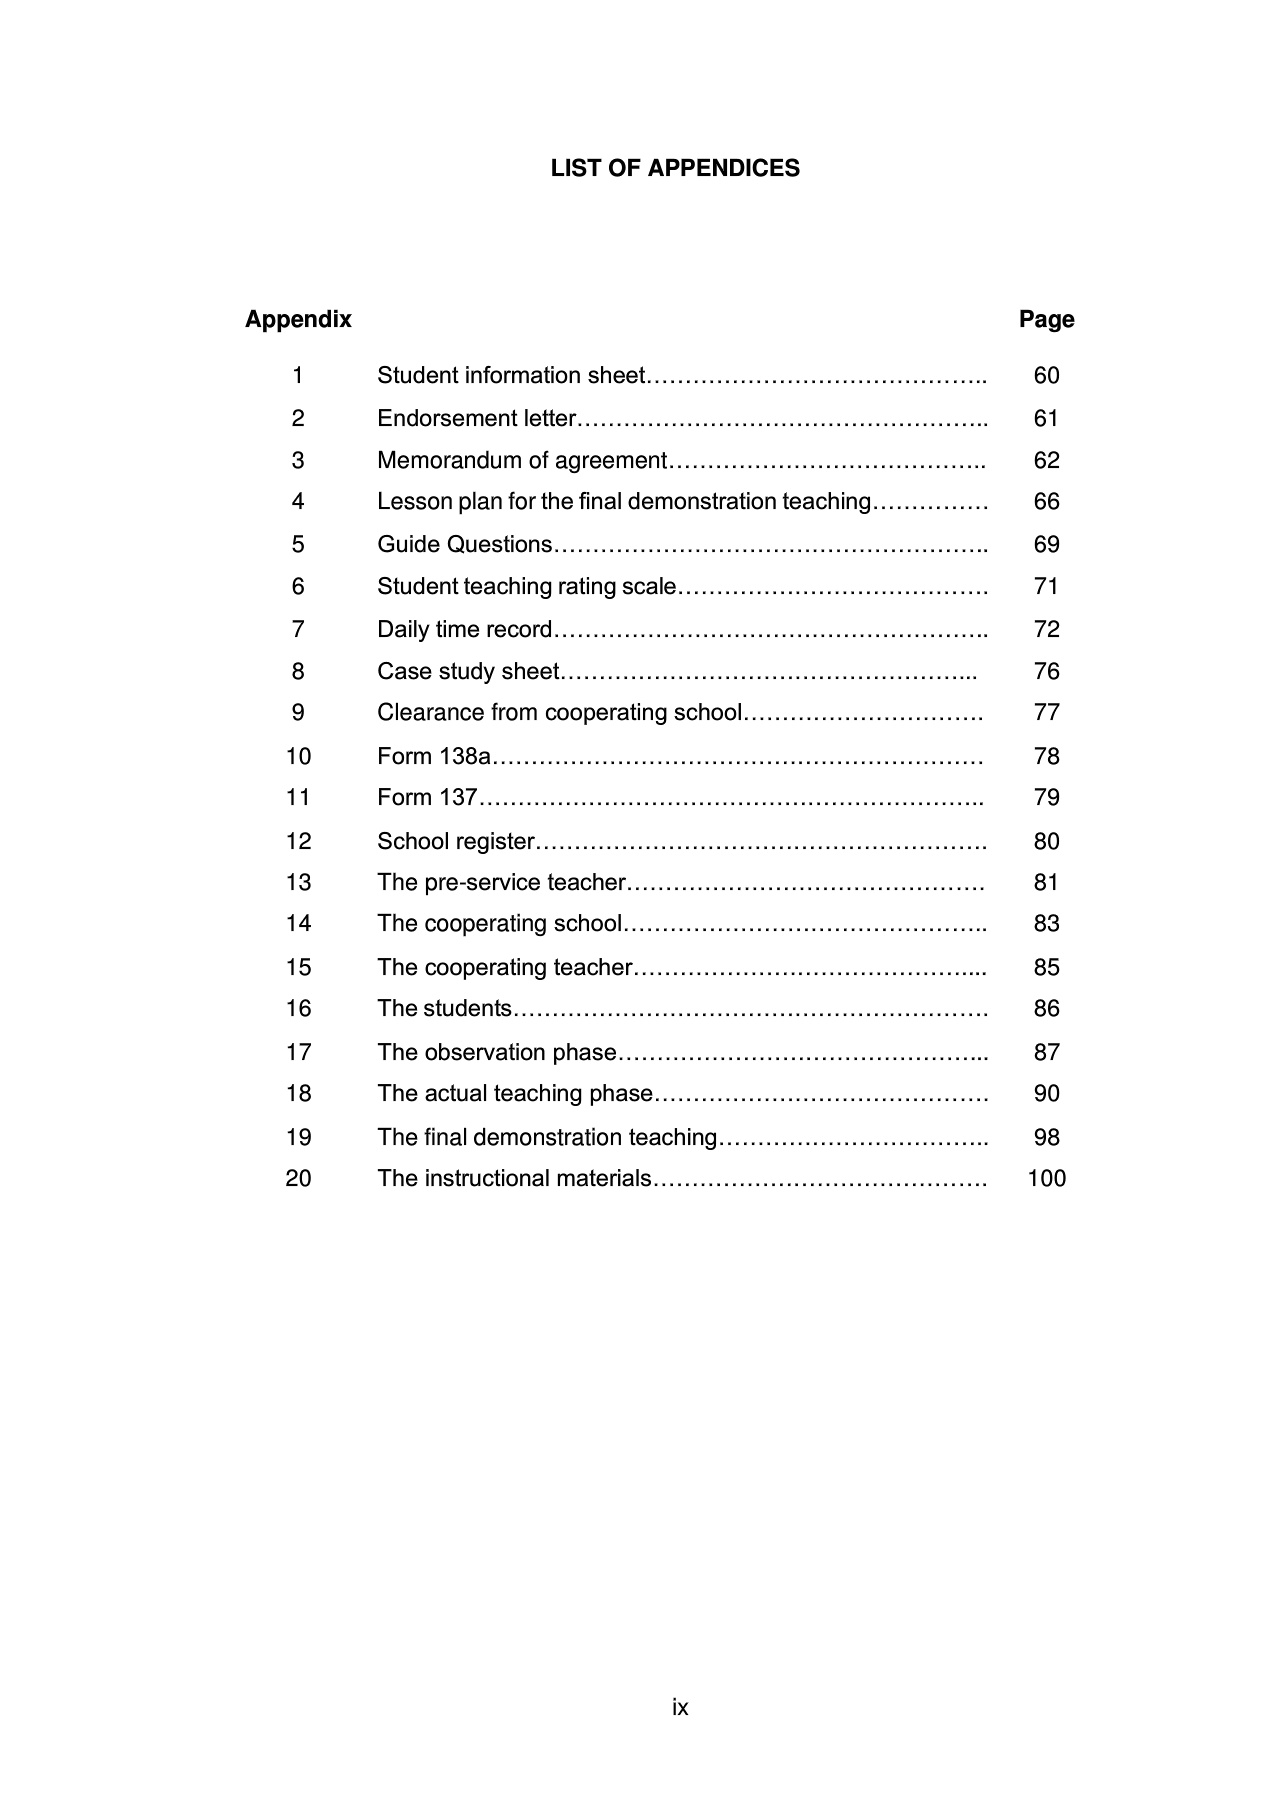 LIST OF APPENDICES
Appendix Page
1 Student information sheet…………………………………….. 60
2 Endorsement letter…………………………………………….. 61
3 Memorandum of agreement………………………………….. 62
4 Lesson plan for the final demonstration teaching…………… 66
5 Guide Questions……………………………………………….. 69
6 Student teaching rating scale…………………………………. 71
7 Daily time record……………………………………………….. 72
8 Case study sheet……………………………………………... 76
9 Clearance from cooperating school…………………………. 77
10 Form 138a……………………………………………………… 78
11 Form 137……………………………………………………….. 79
12 School register…………………………………………………. 80
13 The pre-service teacher………………………………………. 81
14 The cooperating school……………………………………….. 83
15 The cooperating teacher…………………………………….... 85
16 The students……………………………………………………. 86
17 The observation phase………………………………………... 87
18 The actual teaching phase……………………………………. 90
19 The final demonstration teaching…………………………….. 98
20 The instructional materials……………………………………. 100
ix